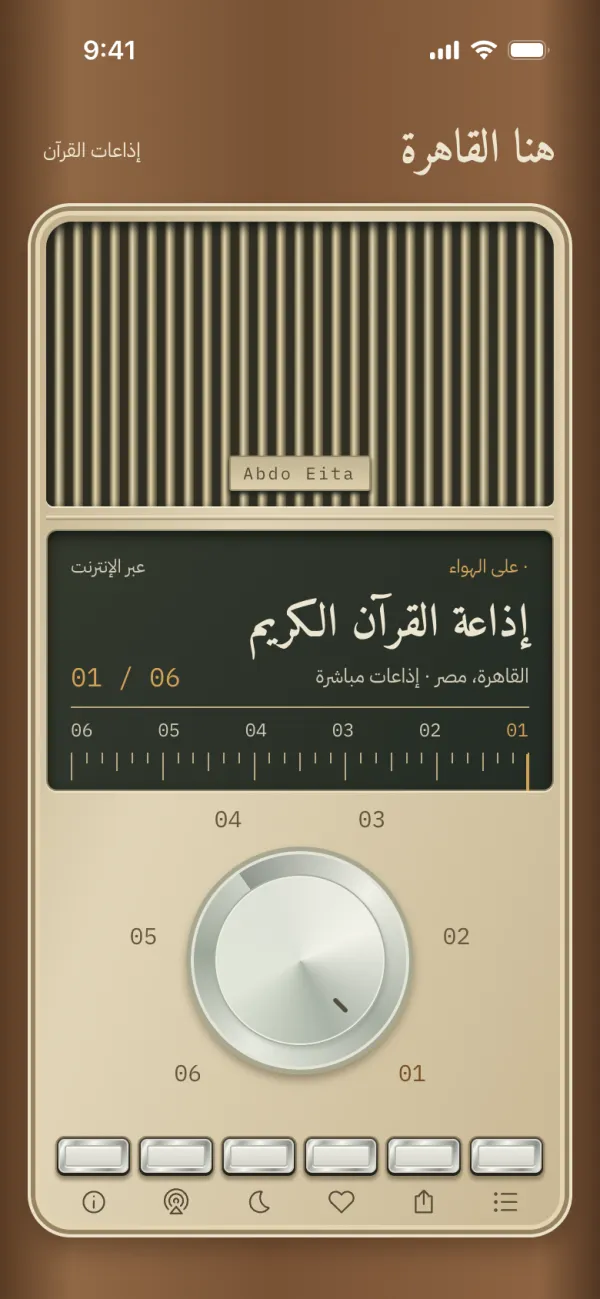 9:41
هنا القاهرة
إذاعات القرآن
Abdo Eita
· على الهواء
عبر الإنترنت
إذاعة القرآن الكريم
القاهرة، مصر · إذاعات مباشرة
01 / 06
06 05 04 03 02 01
04 03
05 02
06 01